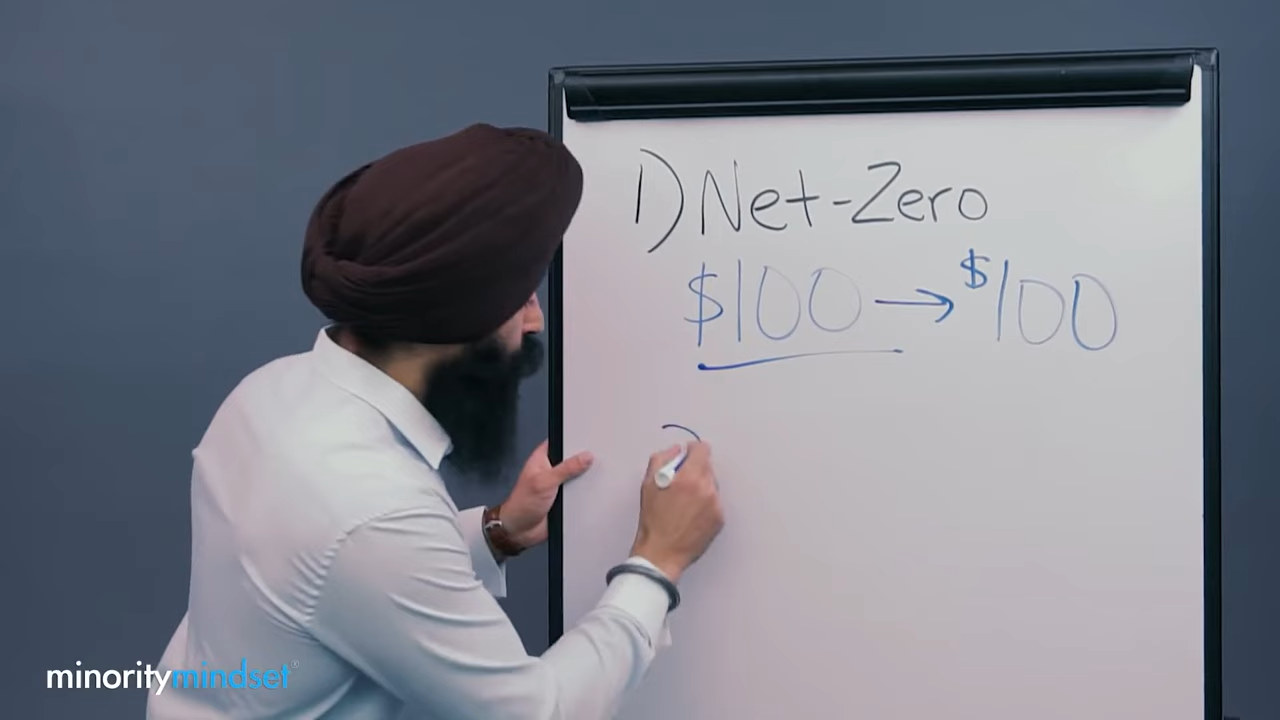 1) Net-Zero
$100 → $100
minoritymindset®